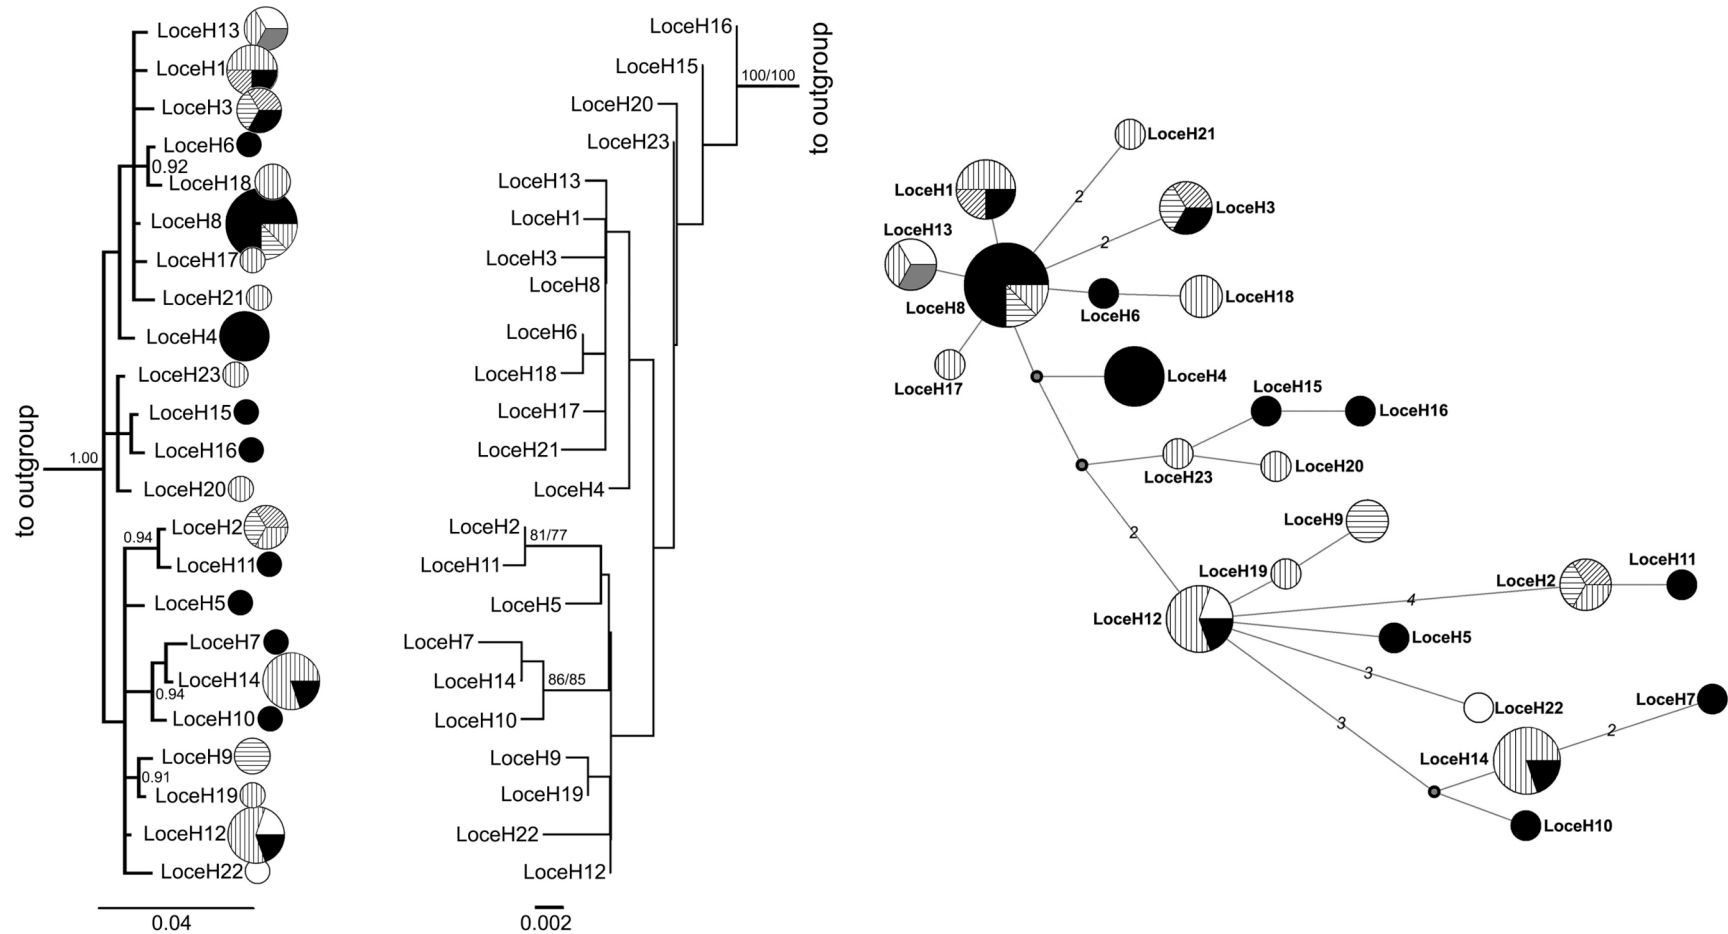 LoceH13
LoceH1
LoceH3
LoceH6
0.92
LoceH18
LoceH8
LoceH17
LoceH21
LoceH4
LoceH23
LoceH15
1.00
LoceH16
LoceH20
LoceH2
0.94
LoceH11
LoceH5
LoceH7
LoceH14
0.94
LoceH10
LoceH9
0.91
LoceH19
LoceH12
LoceH22
to outgroup
0.04
LoceH16
LoceH15
100/100
LoceH20
LoceH23
LoceH13
LoceH1
LoceH3
LoceH8
LoceH6
LoceH18
LoceH17
LoceH21
LoceH4
LoceH2
81/77
LoceH11
LoceH5
LoceH7
LoceH14
86/85
LoceH10
LoceH9
LoceH19
LoceH22
LoceH12
to outgroup
0.002
LoceH21
LoceH1
2
LoceH3
LoceH13
2
LoceH18
LoceH8
LoceH6
LoceH4
LoceH17
LoceH15
LoceH16
LoceH20
LoceH23
LoceH9
2
LoceH11
LoceH19
LoceH2
4
LoceH12
LoceH5
3
LoceH7
LoceH22
3
2
LoceH14
LoceH10